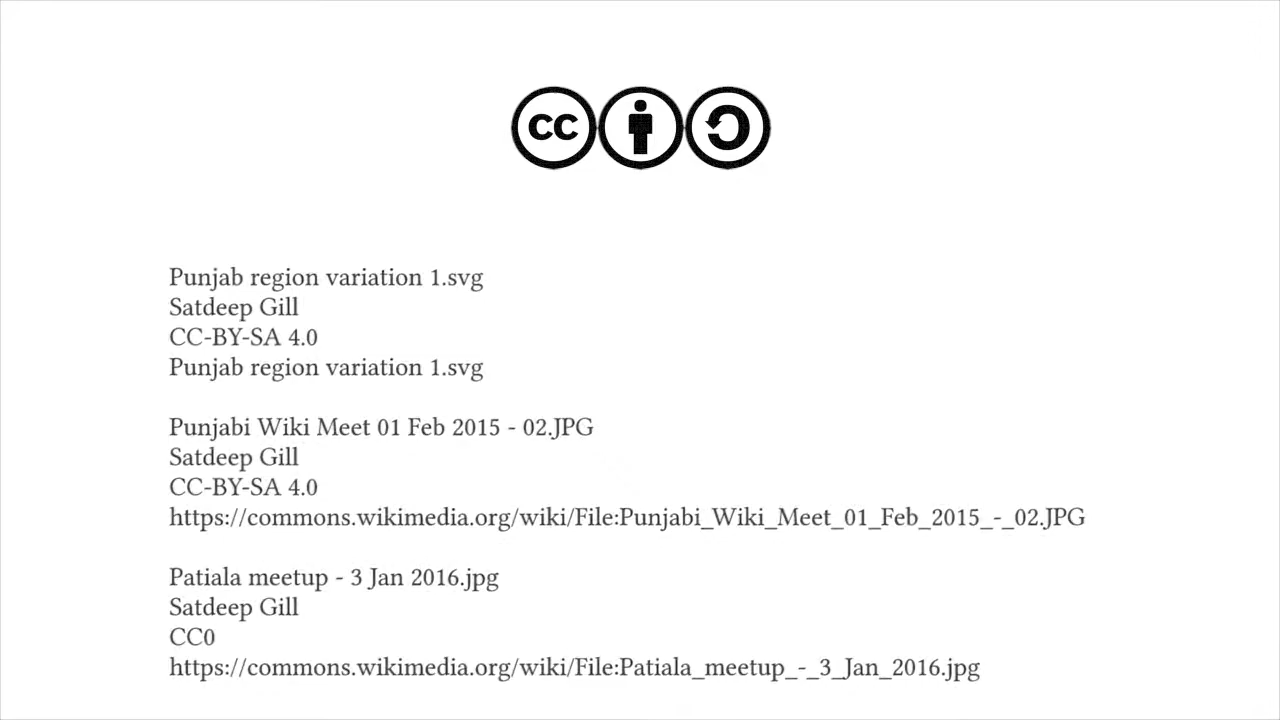 cc
Punjab region variation 1.svg
Satdeep Gill
CC-BY-SA 4.0
Punjab region variation 1.svg
Punjabi Wiki Meet 01 Feb 2015 - 02.JPG
Satdeep Gill
CC-BY-SA 4.0
https://commons.wikimedia.org/wiki/File:Punjabi_Wiki_Meet_01_Feb_2015_-_02.JPG
Patiala meetup - 3 Jan 2016.jpg
Satdeep Gill
CC0
https://commons.wikimedia.org/wiki/File:Patiala_meetup_-_3_Jan_2016.jpg